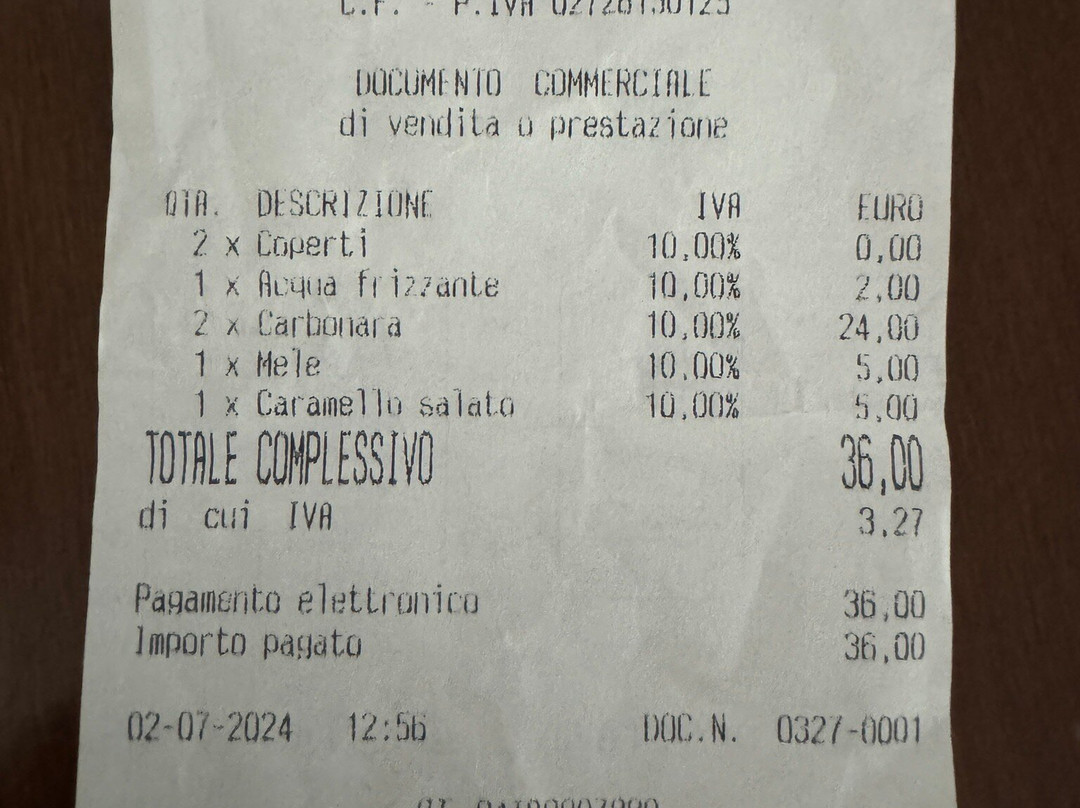 C.F. - P.IVA 02726150125
DOCUMENTO COMMERCIALE
di vendita o prestazione
QTA. DESCRIZIONE IVA EURO
2 x Coperti 10,00% 0,00
1 x Acqua frizzante 10,00% 2,00
2 x Carbonara 10,00% 24,00
1 x Mele 10,00% 5,00
1 x Caramello salato 10,00% 5,00
TOTALE COMPLESSIVO 36,00
di cui IVA 3,27
Pagamento elettronico 36,00
Importo pagato 36,00
02-07-2024 12:56 DOC.N. 0327-0001